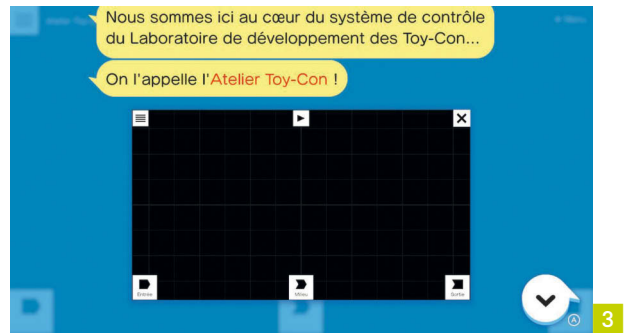 Nous sommes ici au cœur du système de contrôle
du Laboratoire de développement des Toy-Con...
On l'appelle l'Atelier Toy-Con !
Entrée
Milieu
Sortie
A
3